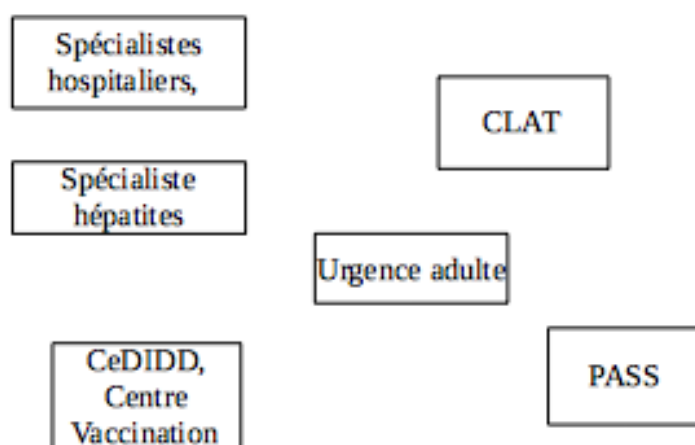 Spécialistes
hospitaliers,
CLAT
Spécialiste
hépatites
Urgence adulte
CeDIDD,
Centre
Vaccination
PASS